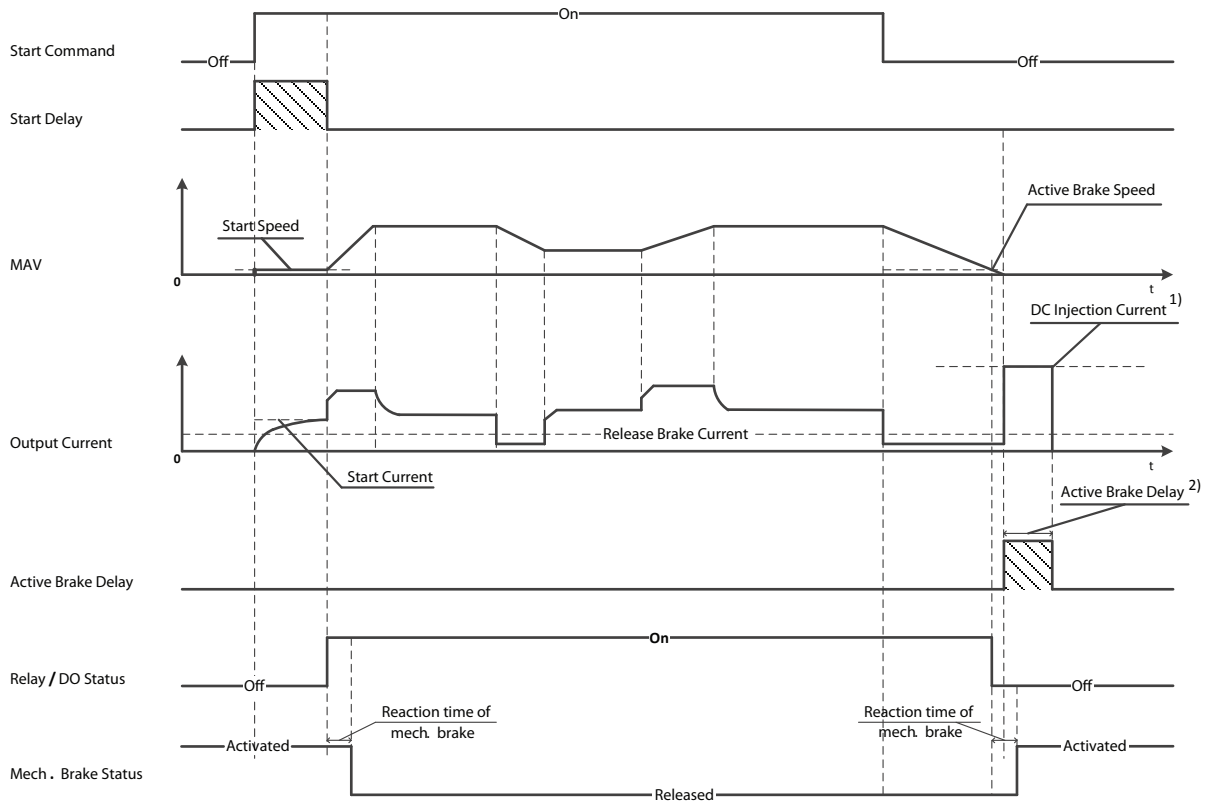 On
Start Command
Off
Off
Start Delay
Active Brake Speed
Start Speed
MAV
0
t
DC Injection Current 1)
Release Brake Current
Output Current
0
t
Start Current
Active Brake Delay 2)
Active Brake Delay
On
Relay / DO Status
Off
Off
Reaction time of
mech. brake
Reaction time of
mech. brake
Activated
Activated
Mech . Brake Status
Released